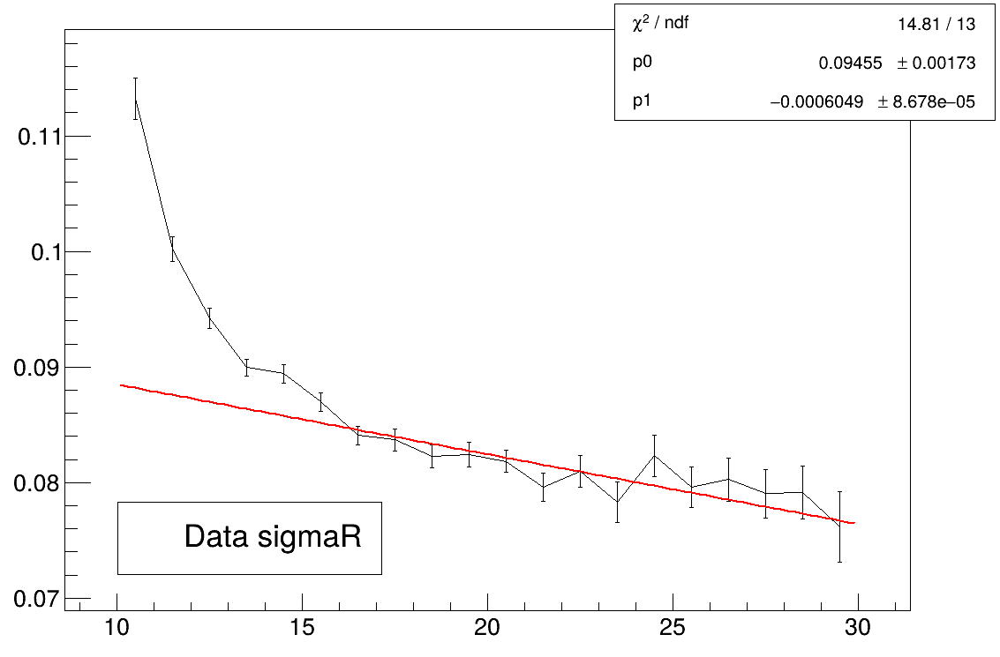 χ² / ndf 14.81 / 13
p0 0.09455 ± 0.00173
p1 −0.0006049 ± 8.678e−05
0.11
0.1
0.09
0.08
0.07
Data sigmaR
10 15 20 25 30